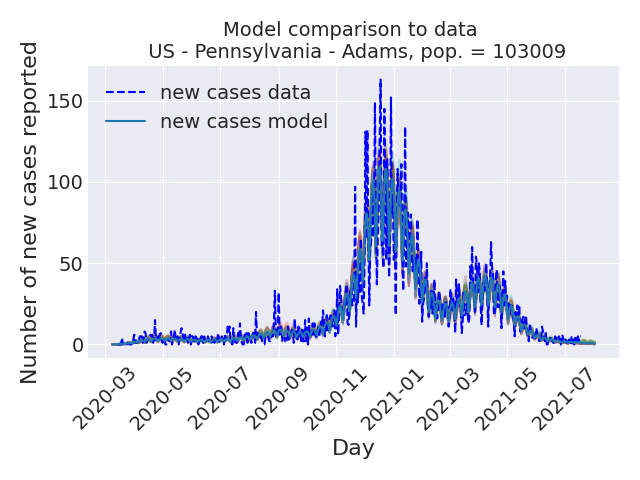 Model comparison to data
US - Pennsylvania - Adams, pop. = 103009
Number of new cases reported
150
100
50
0
new cases data
new cases model
2020-03
2020-05
2020-07
2020-09
2020-11
2021-01
2021-03
2021-05
2021-07
Day